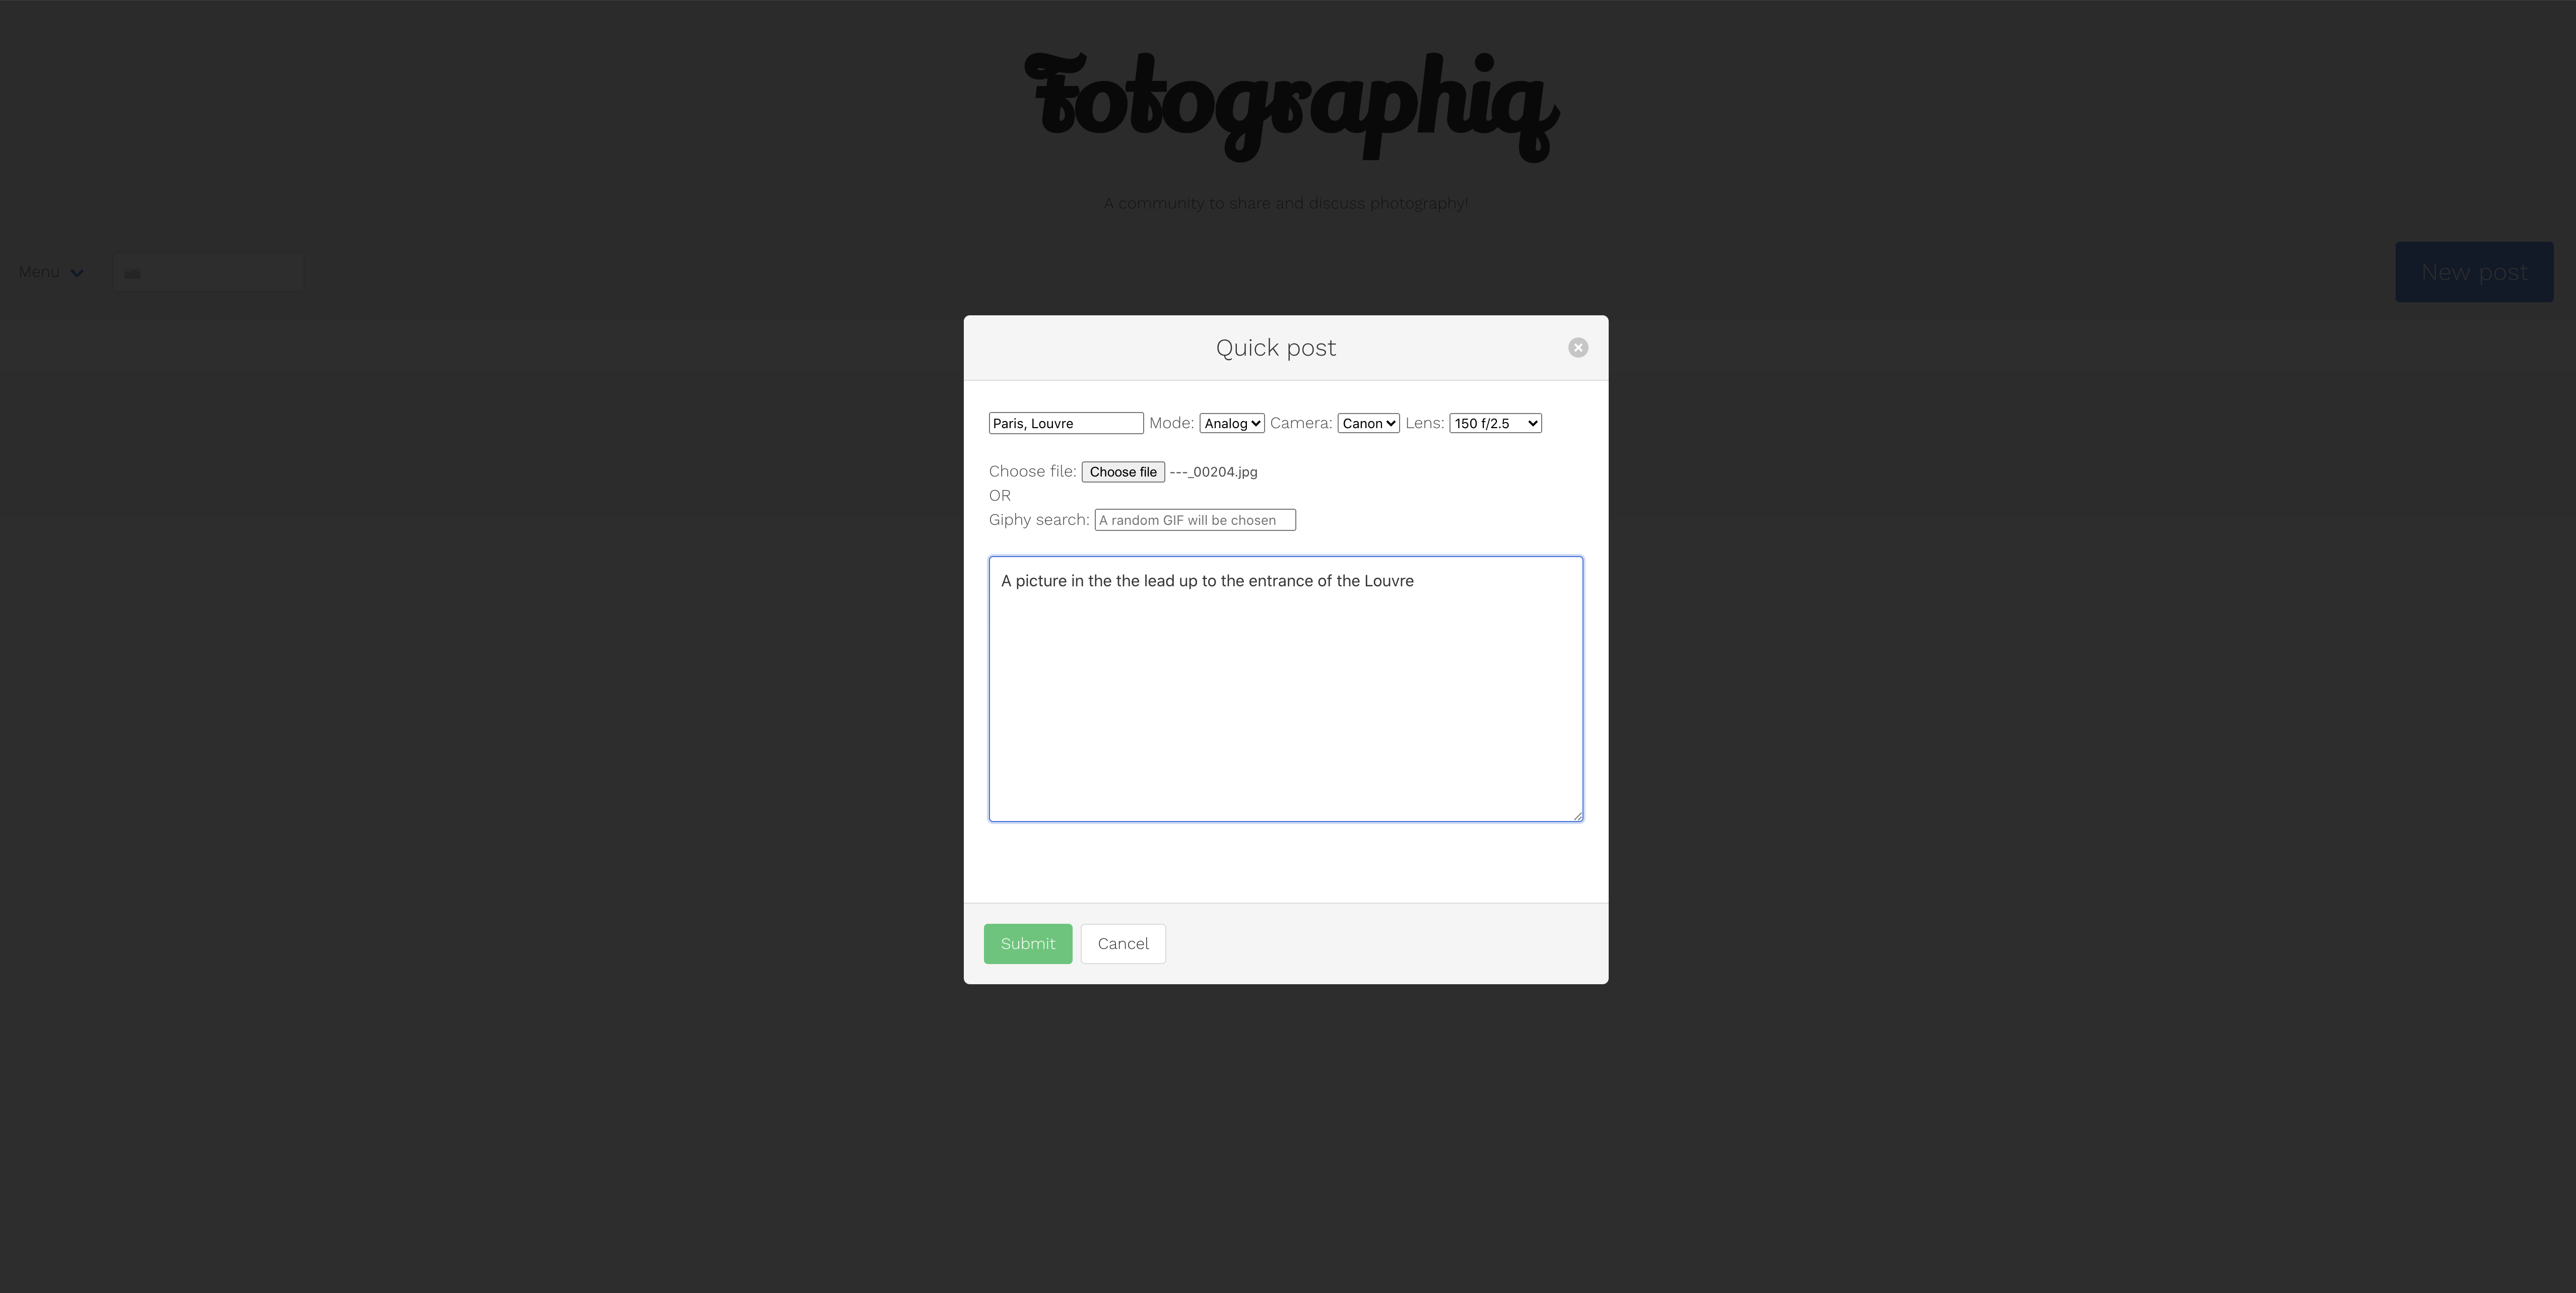 Fotographiq
A community to share and discuss photography!
Menu
New post
Quick post
Paris, Louvre Mode: Analog Camera: Canon Lens: 150 f/2.5
Choose file: Choose file ---_00204.jpg
OR
Giphy search: A random GIF will be chosen
A picture in the the lead up to the entrance of the Louvre
Submit Cancel